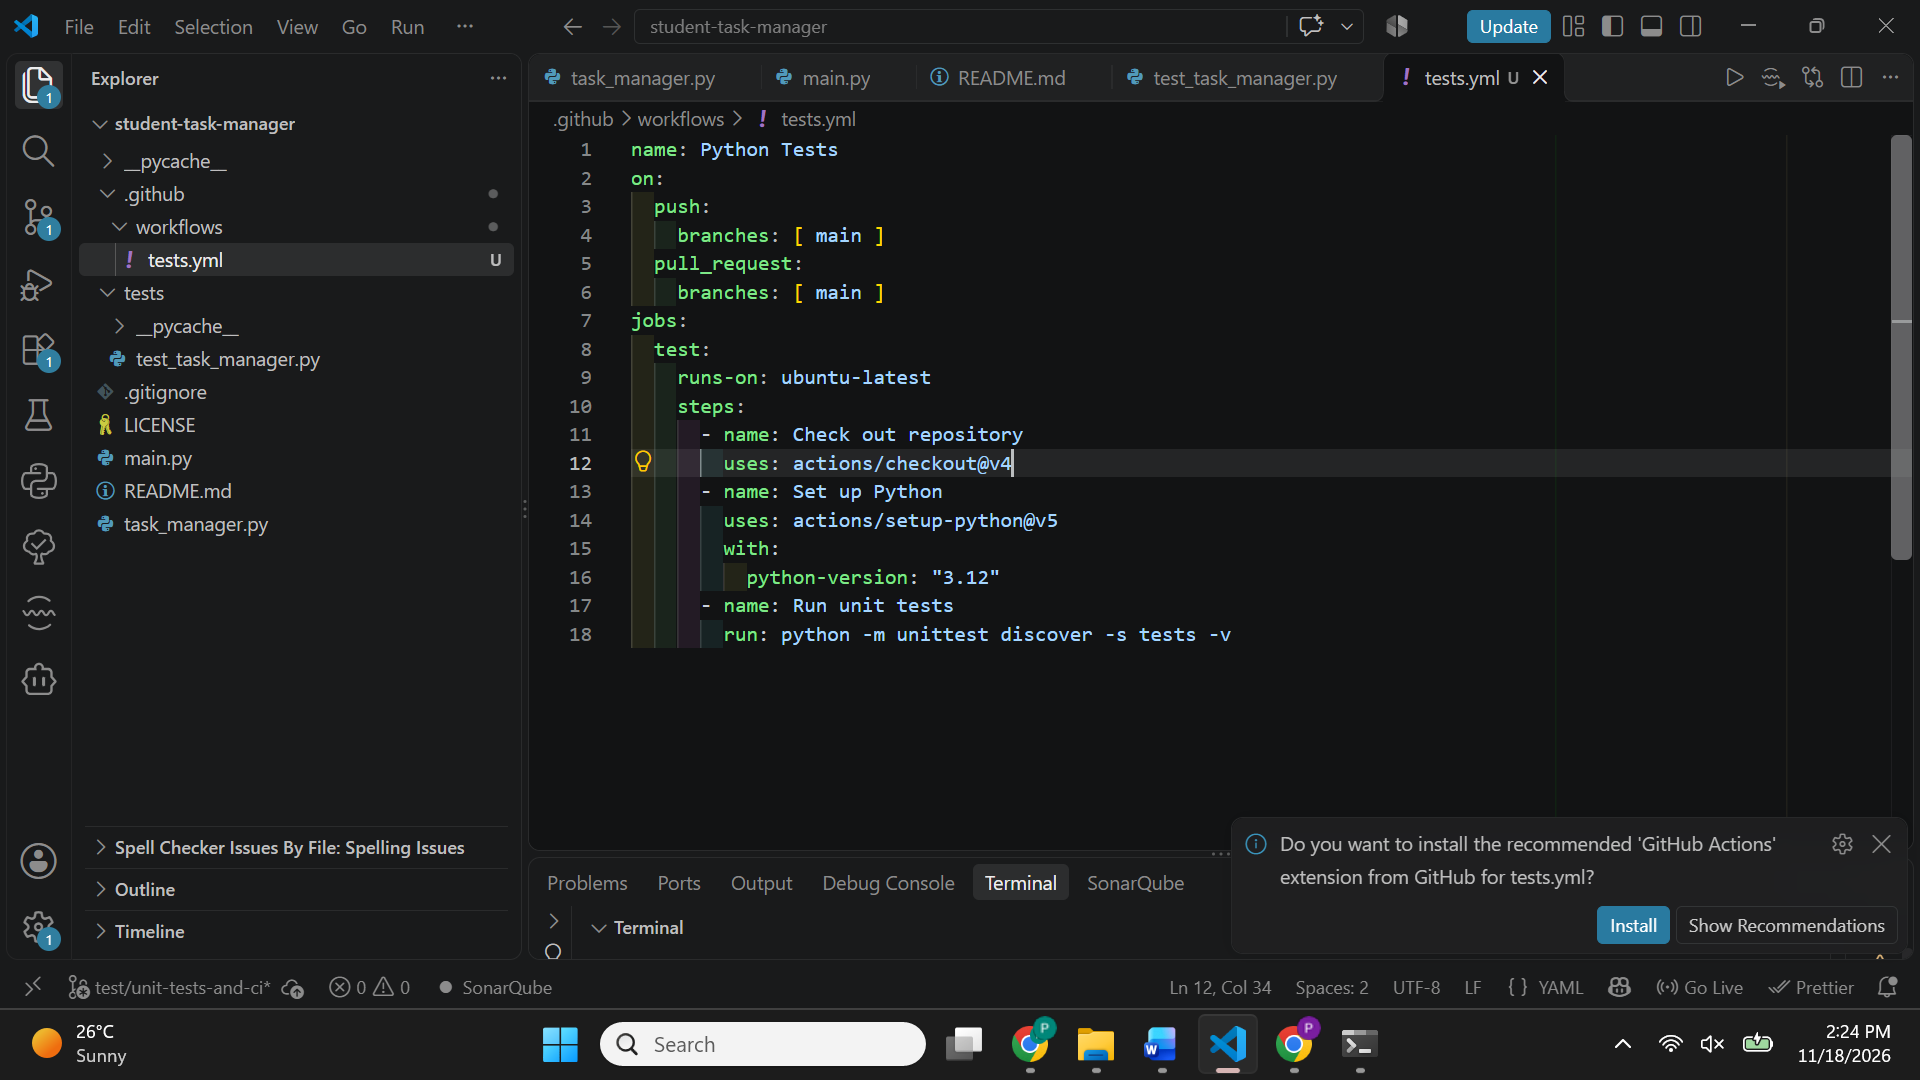 File Edit Selection View Go Run
student-task-manager
Update
Explorer
student-task-manager
__pycache__
.github
workflows
tests.yml U
tests
__pycache__
test_task_manager.py
.gitignore
LICENSE
main.py
README.md
task_manager.py
Spell Checker Issues By File: Spelling Issues
Outline
Timeline
1
1
1
1
task_manager.py main.py README.md test_task_manager.py tests.yml U
.github workflows tests.yml
1 name: Python Tests
2 on:
3 push:
4 branches: [ main ]
5 pull_request:
6 branches: [ main ]
7 jobs:
8 test:
9 runs-on: ubuntu-latest
10 steps:
11 - name: Check out repository
12 uses: actions/checkout@v4
13 - name: Set up Python
14 uses: actions/setup-python@v5
15 with:
16 python-version: "3.12"
17 - name: Run unit tests
18 run: python -m unittest discover -s tests -v
Problems Ports Output Debug Console Terminal SonarQube
Terminal
Do you want to install the recommended 'GitHub Actions'
extension from GitHub for tests.yml?
Install Show Recommendations
test/unit-tests-and-ci* 0 0 SonarQube Ln 12, Col 34 Spaces: 2 UTF-8 LF { } YAML Go Live Prettier
26°C
Sunny
Search
P
W
P
2:24 PM
11/18/2026